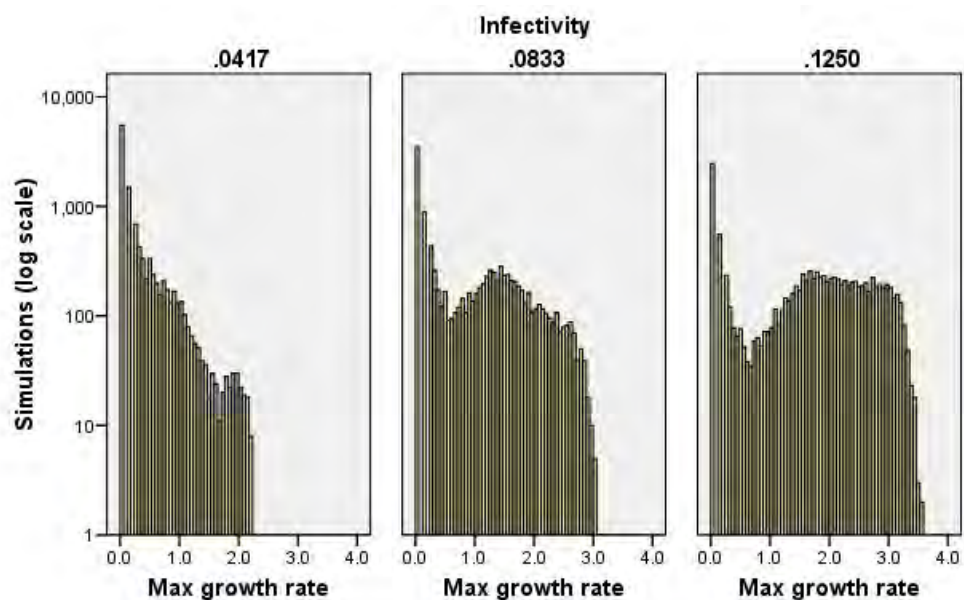 Infectivity
.0417 .0833 .1250
Simulations (log scale)
10,000
1,000
100
10
1
0.0 1.0 2.0 3.0 4.0 0.0 1.0 2.0 3.0 4.0 0.0 1.0 2.0 3.0 4.0
Max growth rate Max growth rate Max growth rate